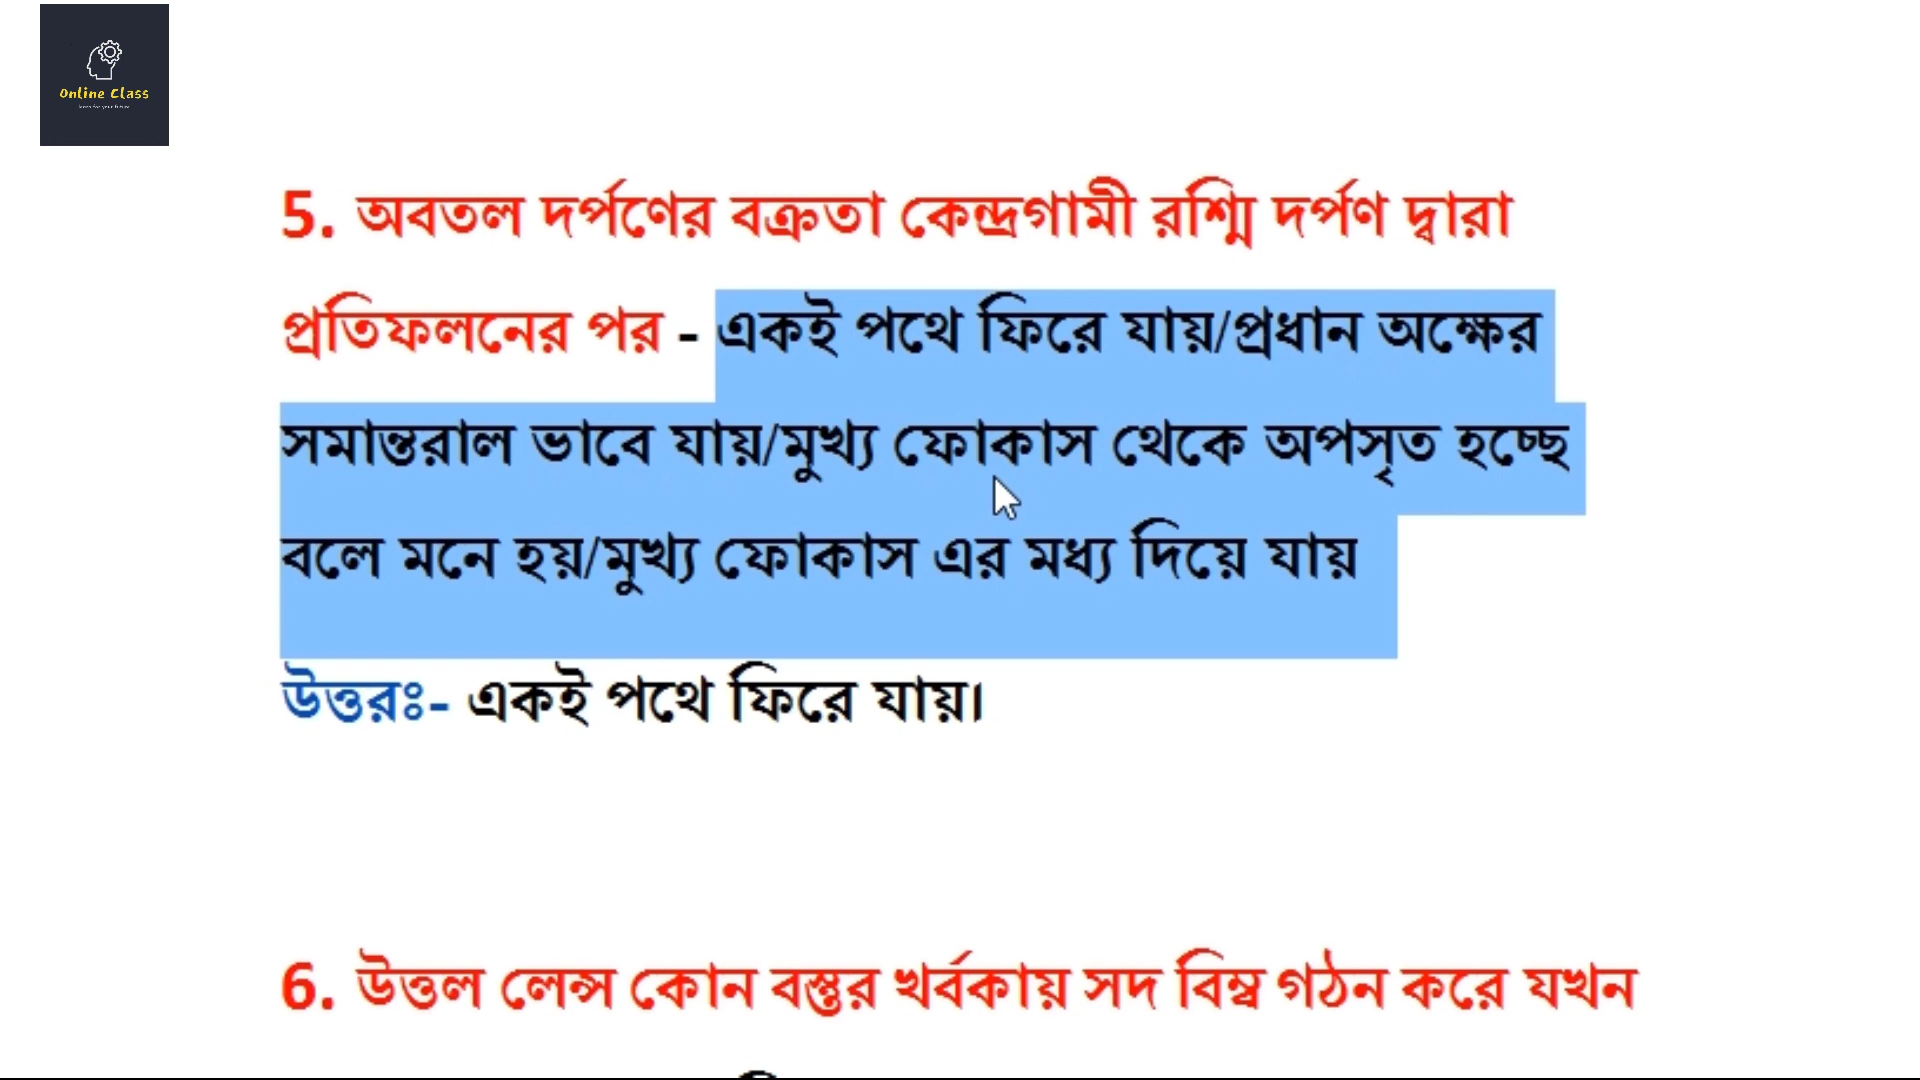 Online Class
5. অবতল দর্পণের বক্রতা কেন্দ্রগামী রশ্মি দর্পণ দ্বারা
প্রতিফলনের পর - একই পথে ফিরে যায়/প্রধান অক্ষের
সমান্তরাল ভাবে যায়/মুখ্য ফোকাস থেকে অপসৃত হচ্ছে
বলে মনে হয়/মুখ্য ফোকাস এর মধ্য দিয়ে যায়
উত্তরঃ- একই পথে ফিরে যায়।
6. উত্তল লেন্স কোন বস্তুর খর্বকায় সদ বিম্ব গঠন করে যখন